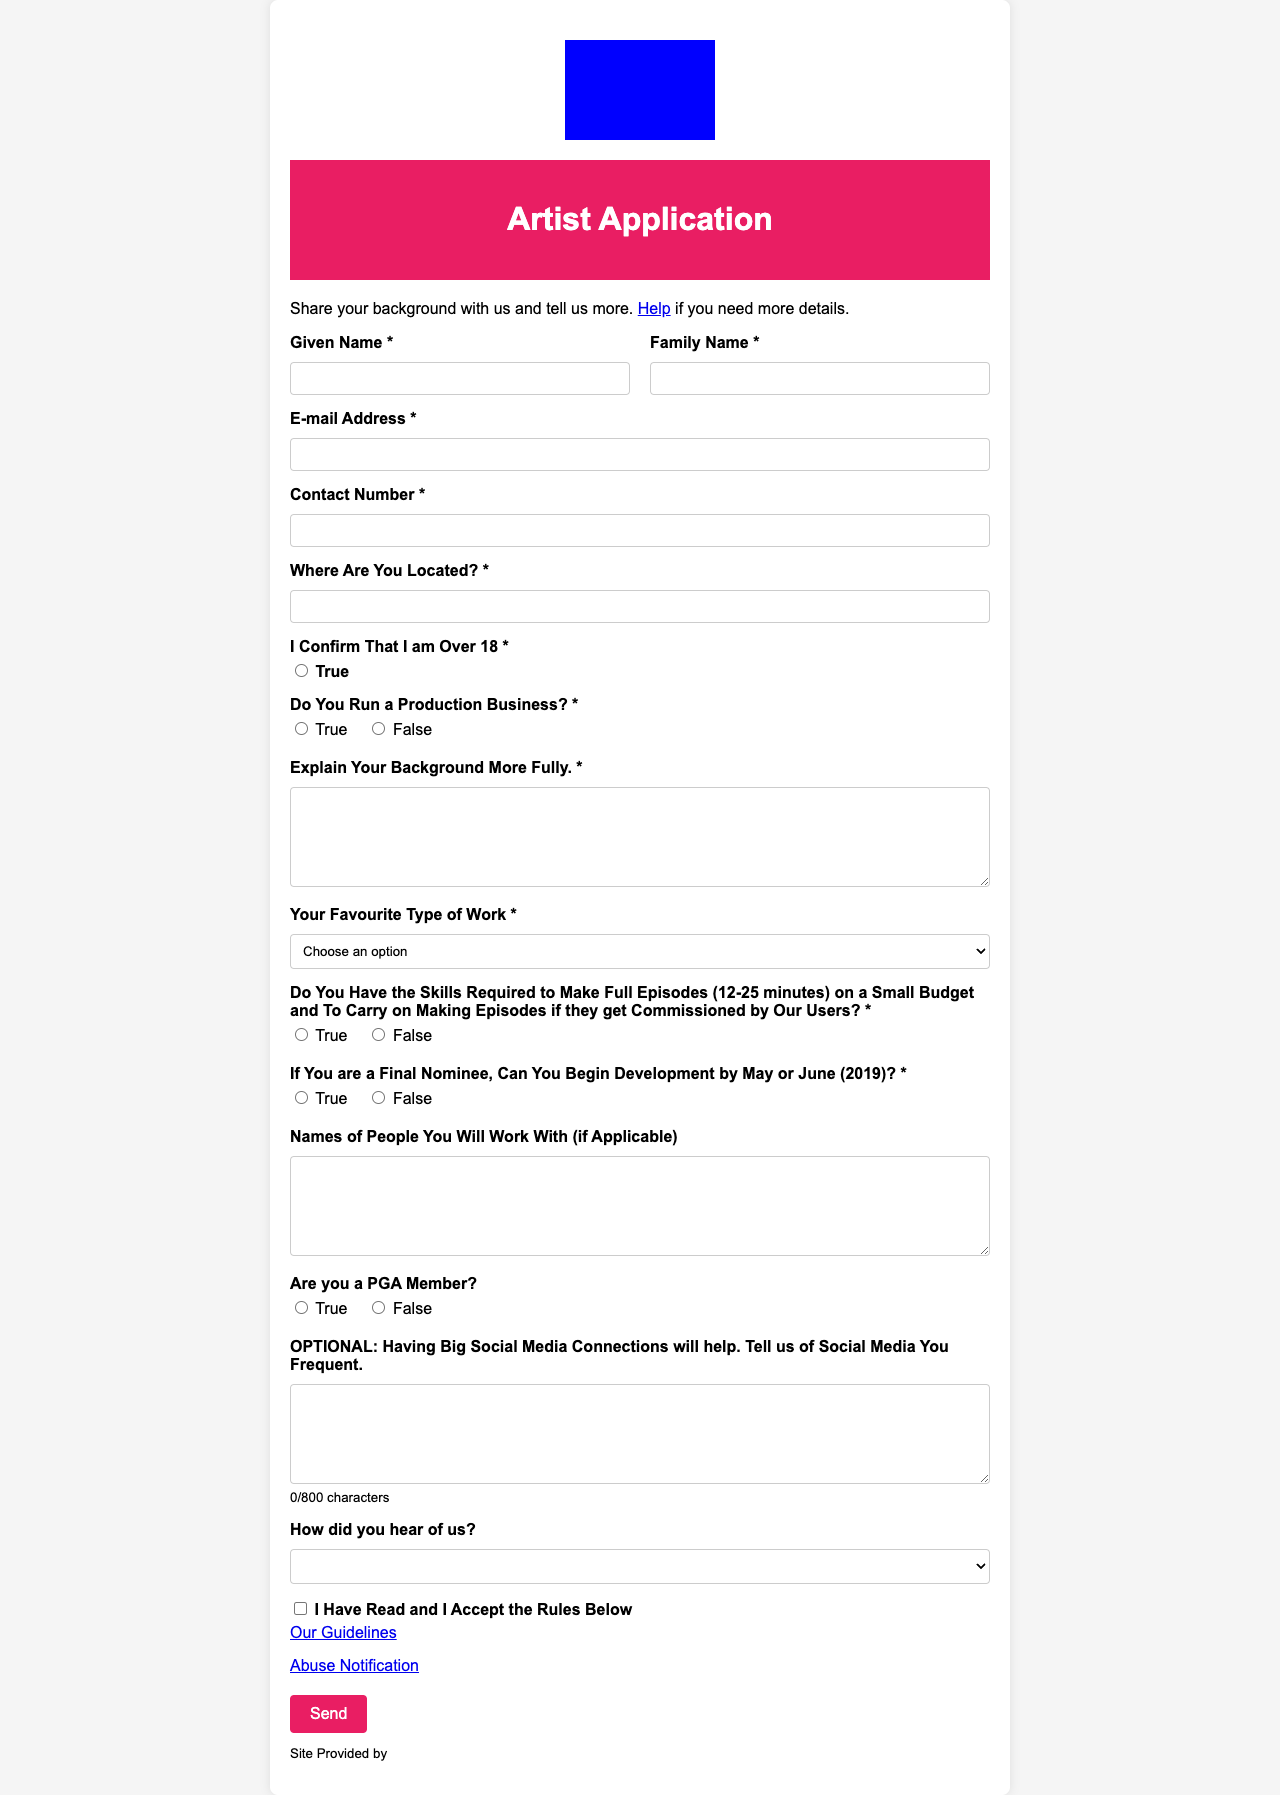 Artist Application
Share your background with us and tell us more. Help if you need more details.
Given Name *
Family Name *
E-mail Address *
Contact Number *
Where Are You Located? *
I Confirm That I am Over 18 *
True
Do You Run a Production Business? *
True False
Explain Your Background More Fully. *
Your Favourite Type of Work *
Choose an option
Do You Have the Skills Required to Make Full Episodes (12-25 minutes) on a Small Budget
and To Carry on Making Episodes if they get Commissioned by Our Users? *
True False
If You are a Final Nominee, Can You Begin Development by May or June (2019)? *
True False
Names of People You Will Work With (if Applicable)
Are you a PGA Member?
True False
OPTIONAL: Having Big Social Media Connections will help. Tell us of Social Media You
Frequent.
0/800 characters
How did you hear of us?
I Have Read and I Accept the Rules Below
Our Guidelines
Abuse Notification
Send
Site Provided by